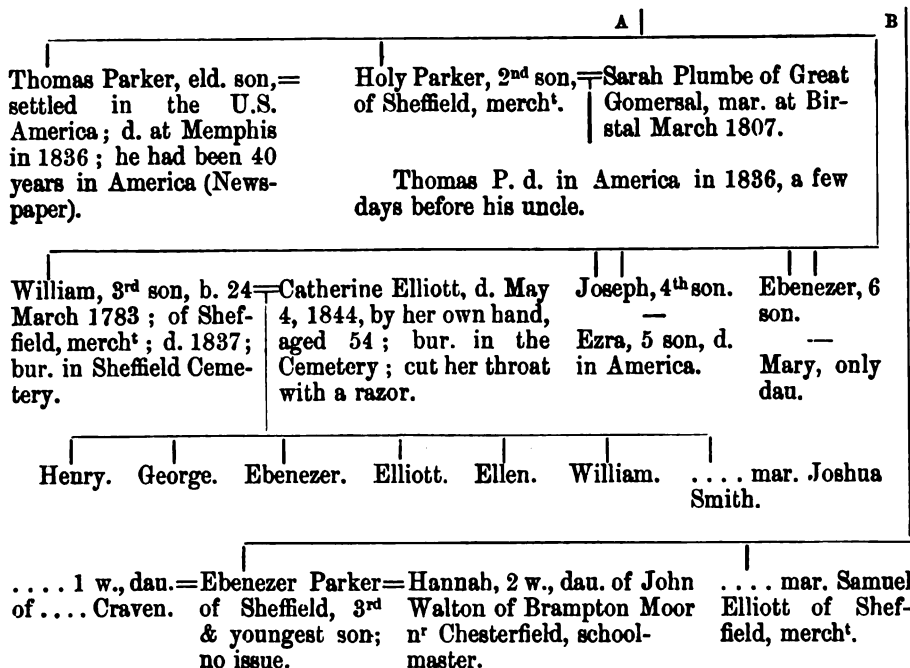 A B
Thomas Parker, eld. son,=
settled in the U.S.
America; d. at Memphis
in 1836; he had been 40
years in America (News-
paper).
Holy Parker, 2nd son,=
of Sheffield, mercht.
Sarah Plumbe of Great
Gomersal, mar. at Bir-
stal March 1807.
Thomas P. d. in America in 1836, a few
days before his uncle.
William, 3rd son, b. 24=
March 1783; of Shef-
field, mercht; d. 1837;
bur. in Sheffield Ceme-
tery.
Catherine Elliott, d. May
4, 1844, by her own hand,
aged 54; bur. in the
Cemetery; cut her throat
with a razor.
Joseph, 4th son.
—
Ezra, 5 son, d.
in America.
Ebenezer, 6
son.
—
Mary, only
dau.
Henry. George. Ebenezer. Elliott. Ellen. William. .... mar. Joshua
Smith.
.... 1 w., dau.=
of .... Craven.
Ebenezer Parker=
of Sheffield, 3rd
& youngest son;
no issue.
Hannah, 2 w., dau. of John
Walton of Brampton Moor
nr Chesterfield, school-
master.
.... mar. Samuel
Elliott of Shef-
field, mercht.